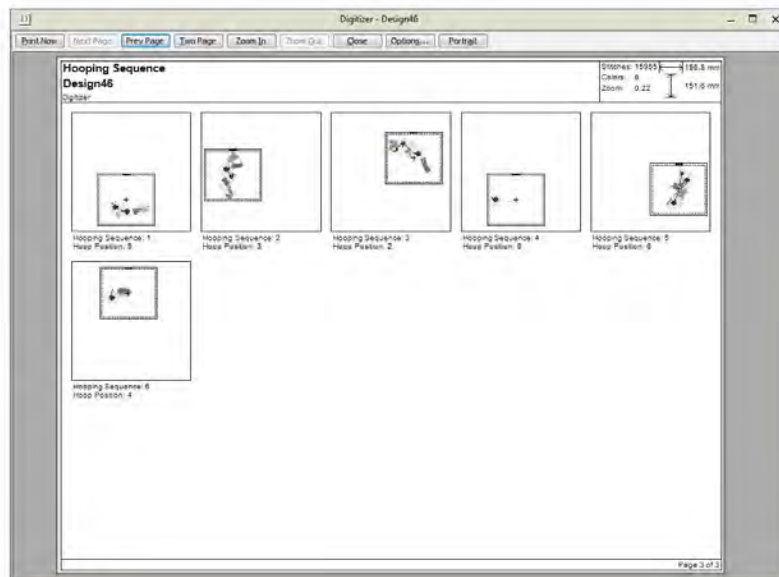 Digitizer - Design46
Print Now Next Page Prev Page Two Page Zoom In Zoom Out Close Options... Portrait
Hooping Sequence
Design46
Digitizer
Stitches:
Colors: 6
Zoom: 0.22
151.6 mm
Hooping Sequence: 1
Hoop Position: 5
Hooping Sequence: 2
Hoop Position: 3
Hooping Sequence: 3
Hoop Position: 2
Hooping Sequence: 4
Hoop Position:
Hooping Sequence: 5
Hoop Position: 6
Hooping Sequence: 6
Hoop Position: 4
Page 3 of 3